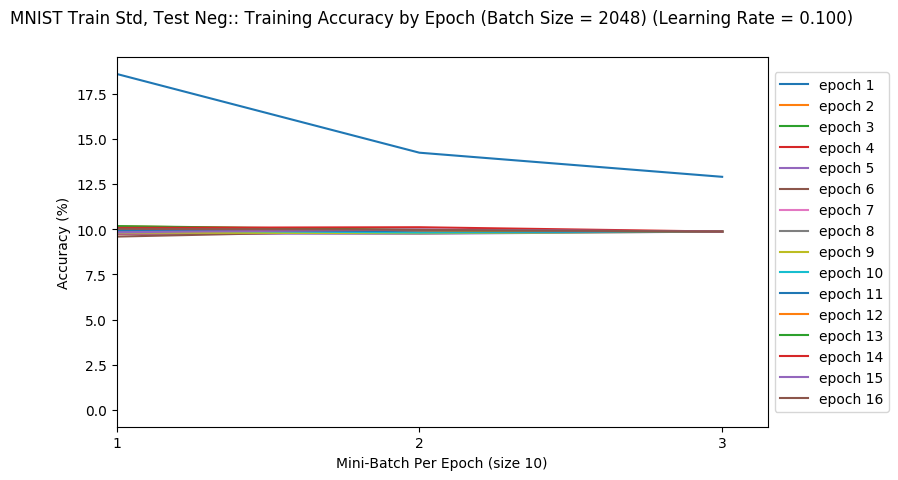 MNIST Train Std, Test Neg:: Training Accuracy by Epoch (Batch Size = 2048) (Learning Rate = 0.100)
17.5
15.0
12.5
10.0
7.5
5.0
2.5
0.0
Accuracy (%)
1
2
3
Mini-Batch Per Epoch (size 10)
epoch 1
epoch 2
epoch 3
epoch 4
epoch 5
epoch 6
epoch 7
epoch 8
epoch 9
epoch 10
epoch 11
epoch 12
epoch 13
epoch 14
epoch 15
epoch 16